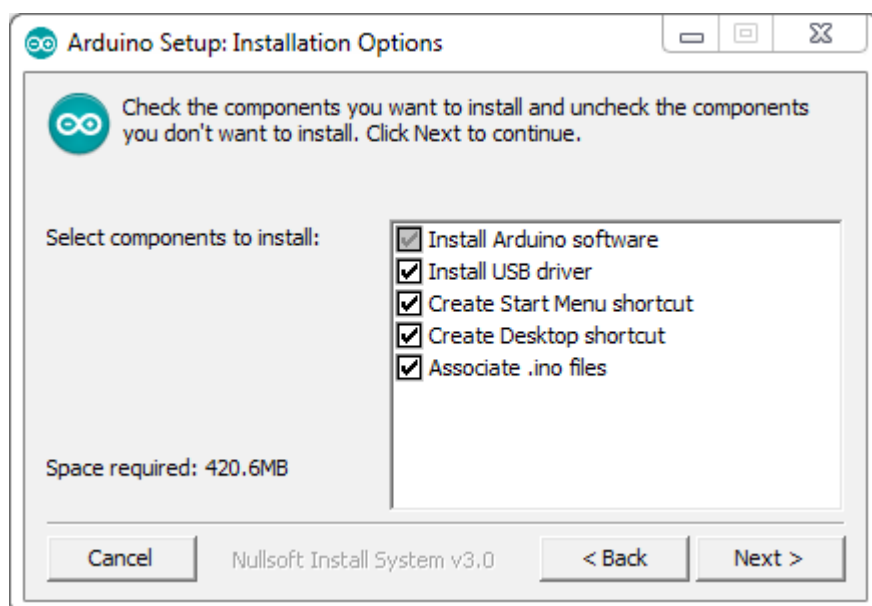 Arduino Setup: Installation Options
Check the components you want to install and uncheck the components
you don't want to install. Click Next to continue.
Select components to install:
Install Arduino software
Install USB driver
Create Start Menu shortcut
Create Desktop shortcut
Associate .ino files
Space required: 420.6MB
Cancel
Nullsoft Install System v3.0
< Back
Next >